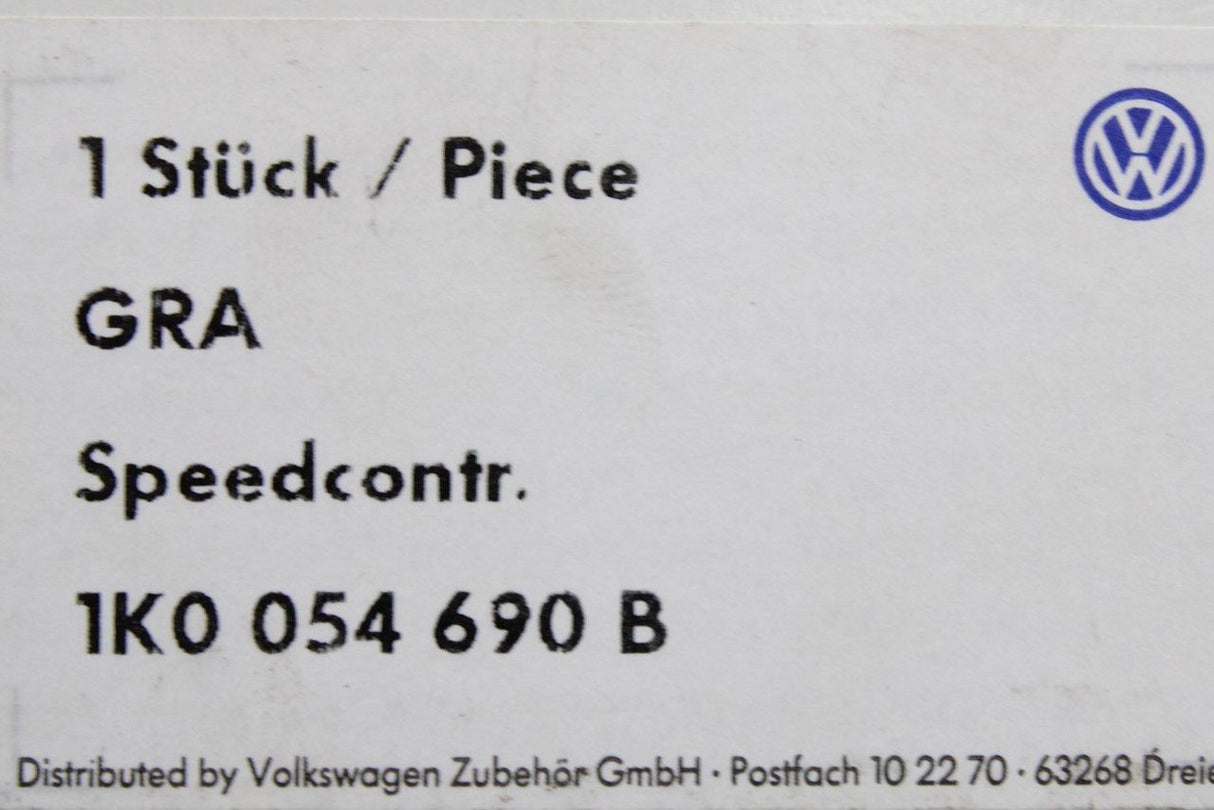 1 Stück / Piece
GRA
Speedcontr.
1K0 054 690 B
Distributed by Volkswagen Zubehör GmbH · Postfach 10 22 70 · 63268